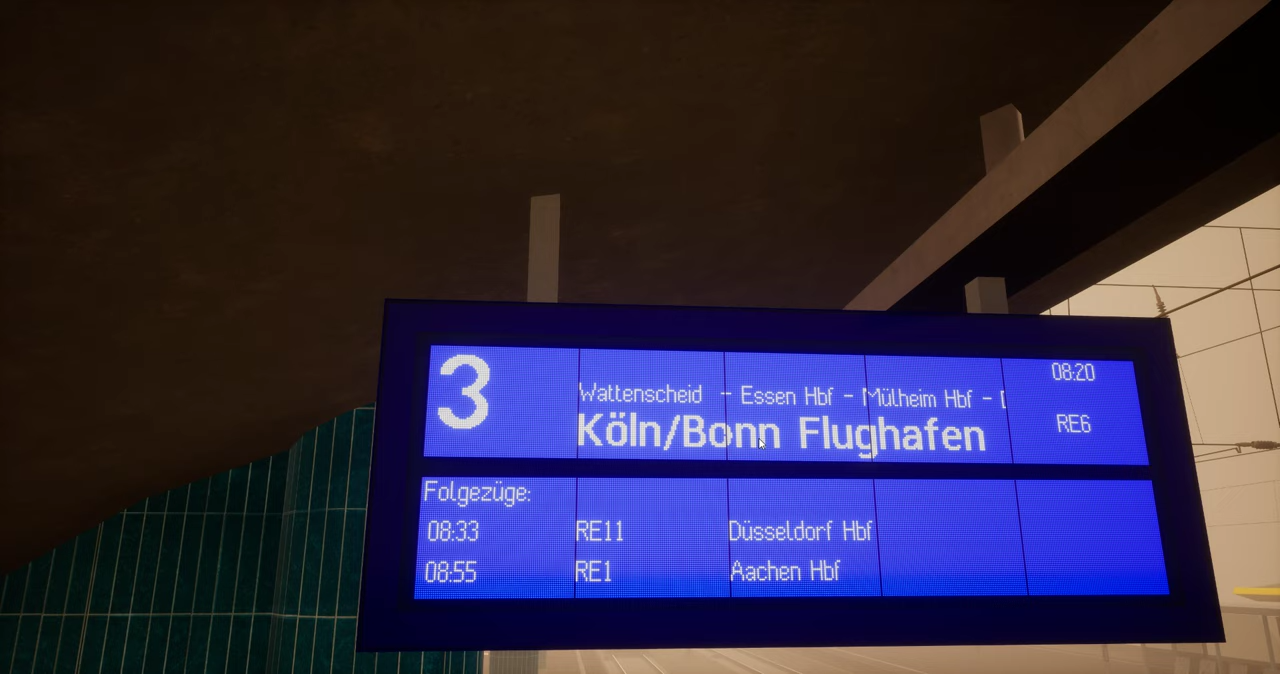 3
08:20
Wattenscheid - Essen Hbf - Mülheim Hbf -
RE6
Köln/Bonn Flughafen
Folgezüge:
08:33 RE11 Düsseldorf Hbf
08:55 RE1 Aachen Hbf